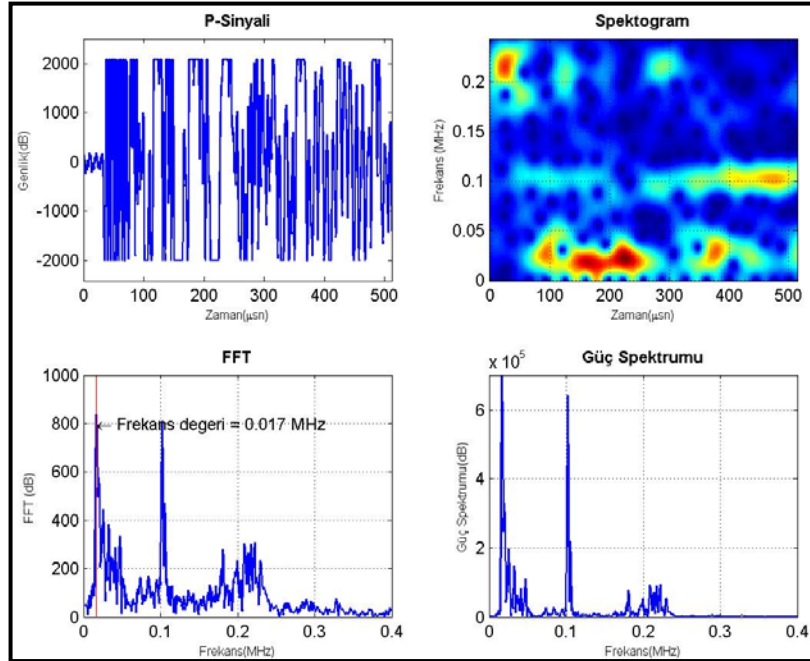 P-Sinyali
Genlik(dB)
2000
1000
0
-1000
-2000
0 100 200 300 400 500
Zaman(µsn)
Spektogram
Frekans (MHz)
0.2
0.15
0.1
0.05
0
0 100 200 300 400 500
Zaman(µsn)
FFT
FFT (dB)
1000
800
600
400
200
0
← Frekans degeri = 0.017 MHz
0 0.1 0.2 0.3 0.4
Frekans(MHz)
Güç Spektrumu
x 10^5
Güç Spektrumu(dB)
6
4
2
0
0 0.1 0.2 0.3 0.4
Frekans(MHz)